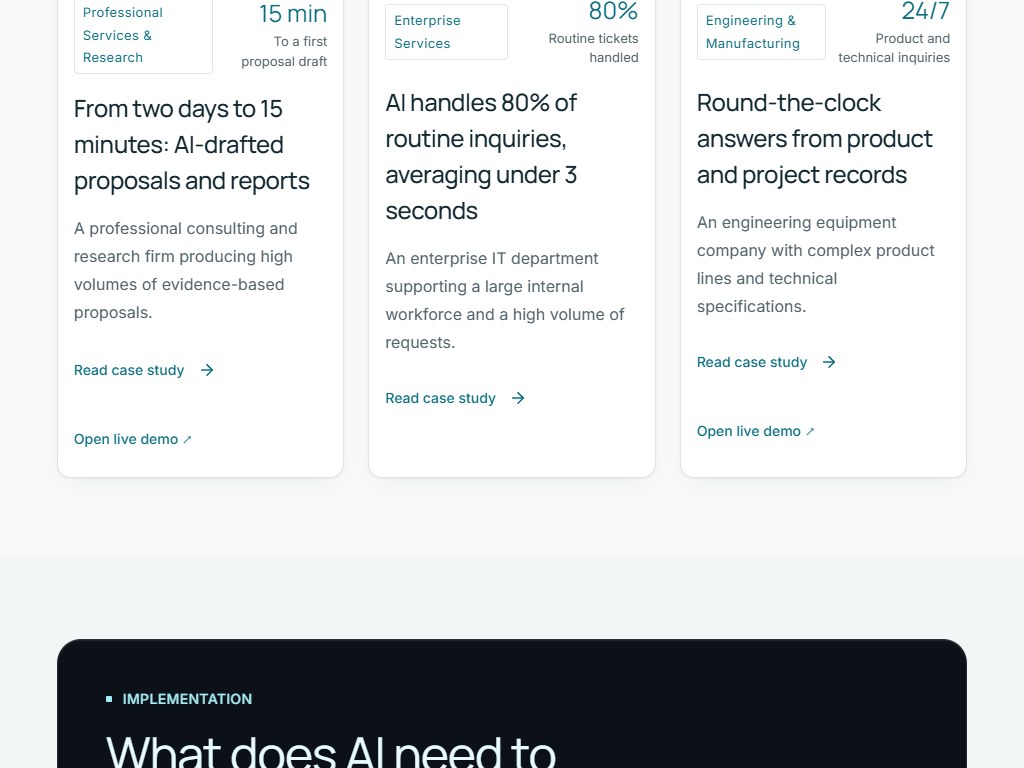 Professional
Services &
Research
15 min
To a first
proposal draft
From two days to 15
minutes: AI-drafted
proposals and reports
A professional consulting and
research firm producing high
volumes of evidence-based
proposals.
Read case study →
Open live demo ↗
Enterprise
Services
80%
Routine tickets
handled
AI handles 80% of
routine inquiries,
averaging under 3
seconds
An enterprise IT department
supporting a large internal
workforce and a high volume of
requests.
Read case study →
Engineering &
Manufacturing
24/7
Product and
technical inquiries
Round-the-clock
answers from product
and project records
An engineering equipment
company with complex product
lines and technical
specifications.
Read case study →
Open live demo ↗
IMPLEMENTATION
What does AI need to